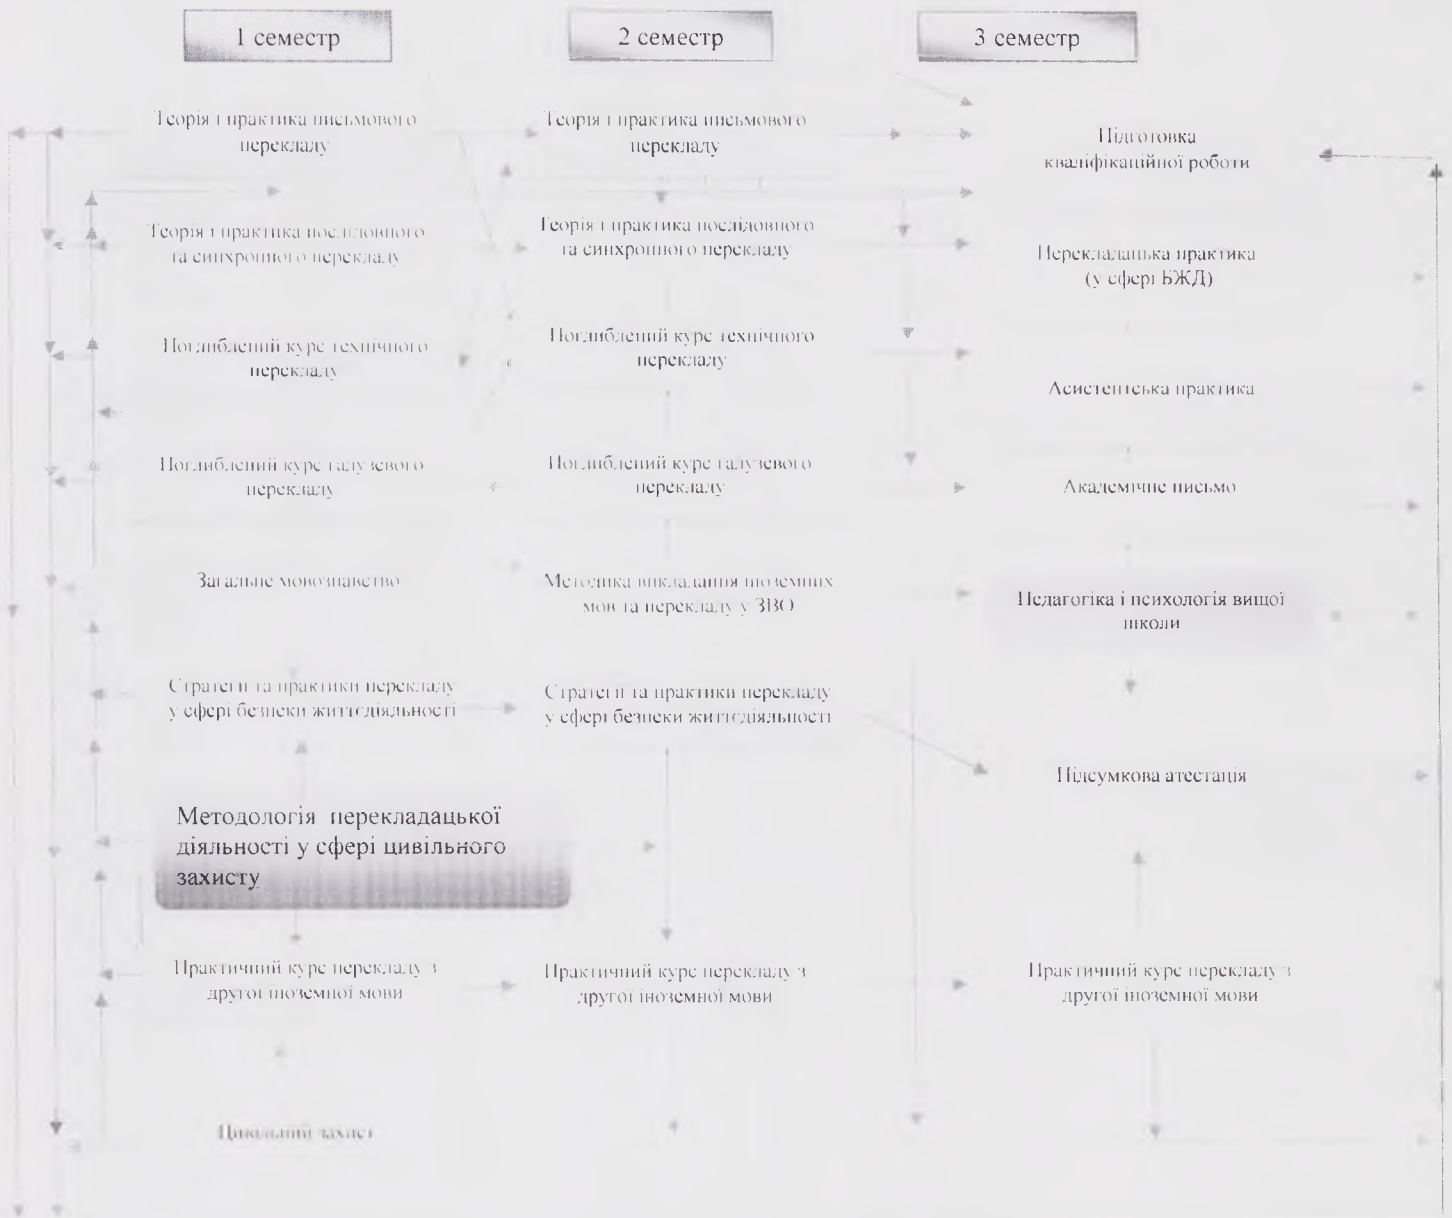 1 семестр
2 семестр
3 семестр
Теорія і практика письмового
перекладу
Теорія і практика письмового
перекладу
Підготовка
кваліфікаційної роботи
Теорія і практика послідовного
та синхронного перекладу
Теорія і практика послідовного
та синхронного перекладу
Перекладацька практика
(у сфері БЖД)
Поглиблений курс технічного
перекладу
Поглиблений курс технічного
перекладу
Асистентська практика
Поглиблений курс галузевого
перекладу
Поглиблений курс галузевого
перекладу
Академічне письмо
Загальне мовознавство
Методика викладання іноземних
мов та перекладу у ЗВО
Педагогіка і психологія вищої
школи
Стратегії та практики перекладу
у сфері безпеки життєдіяльності
Стратегії та практики перекладу
у сфері безпеки життєдіяльності
Підсумкова атестація
Методологія перекладацької
діяльності у сфері цивільного
захисту
Практичний курс перекладу з
другої іноземної мови
Практичний курс перекладу з
другої іноземної мови
Практичний курс перекладу з
другої іноземної мови
Цивільний захист